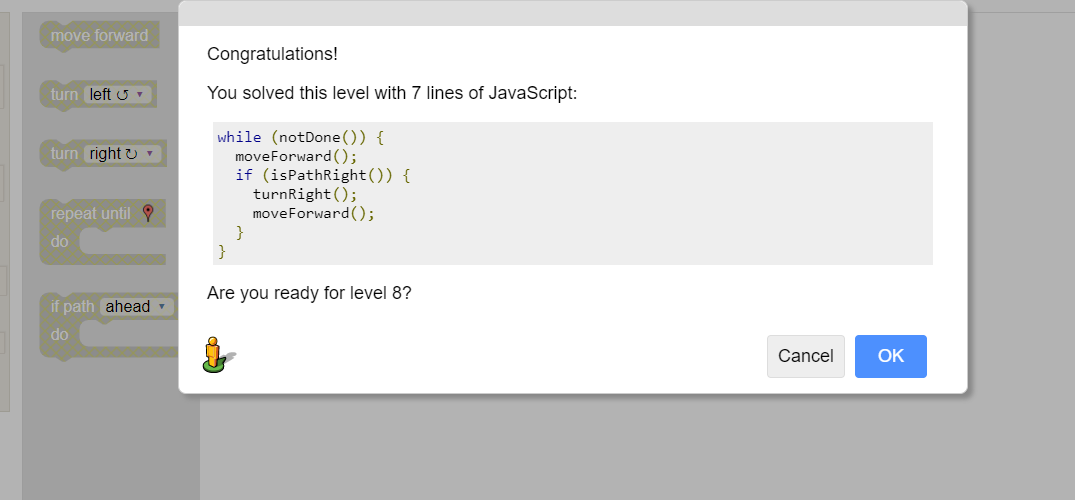 move forward
turn left ↺ ▾
turn right ↻ ▾
repeat until
do
if path ahead ▾
do
Congratulations!
You solved this level with 7 lines of JavaScript:
while (notDone()) {
  moveForward();
  if (isPathRight()) {
    turnRight();
    moveForward();
  }
}
Are you ready for level 8?
Cancel
OK